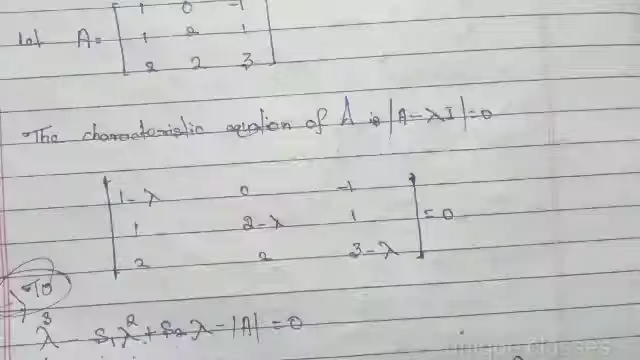 1 0 -1
Let A= 1 2 1
2 2 3
The characteristic equation of A is |A-λI|=0
1-λ 0 -1
1 2-λ 1 =0
2 2 3-λ
λ³ - S₁λ² + S₂λ - |A| = 0